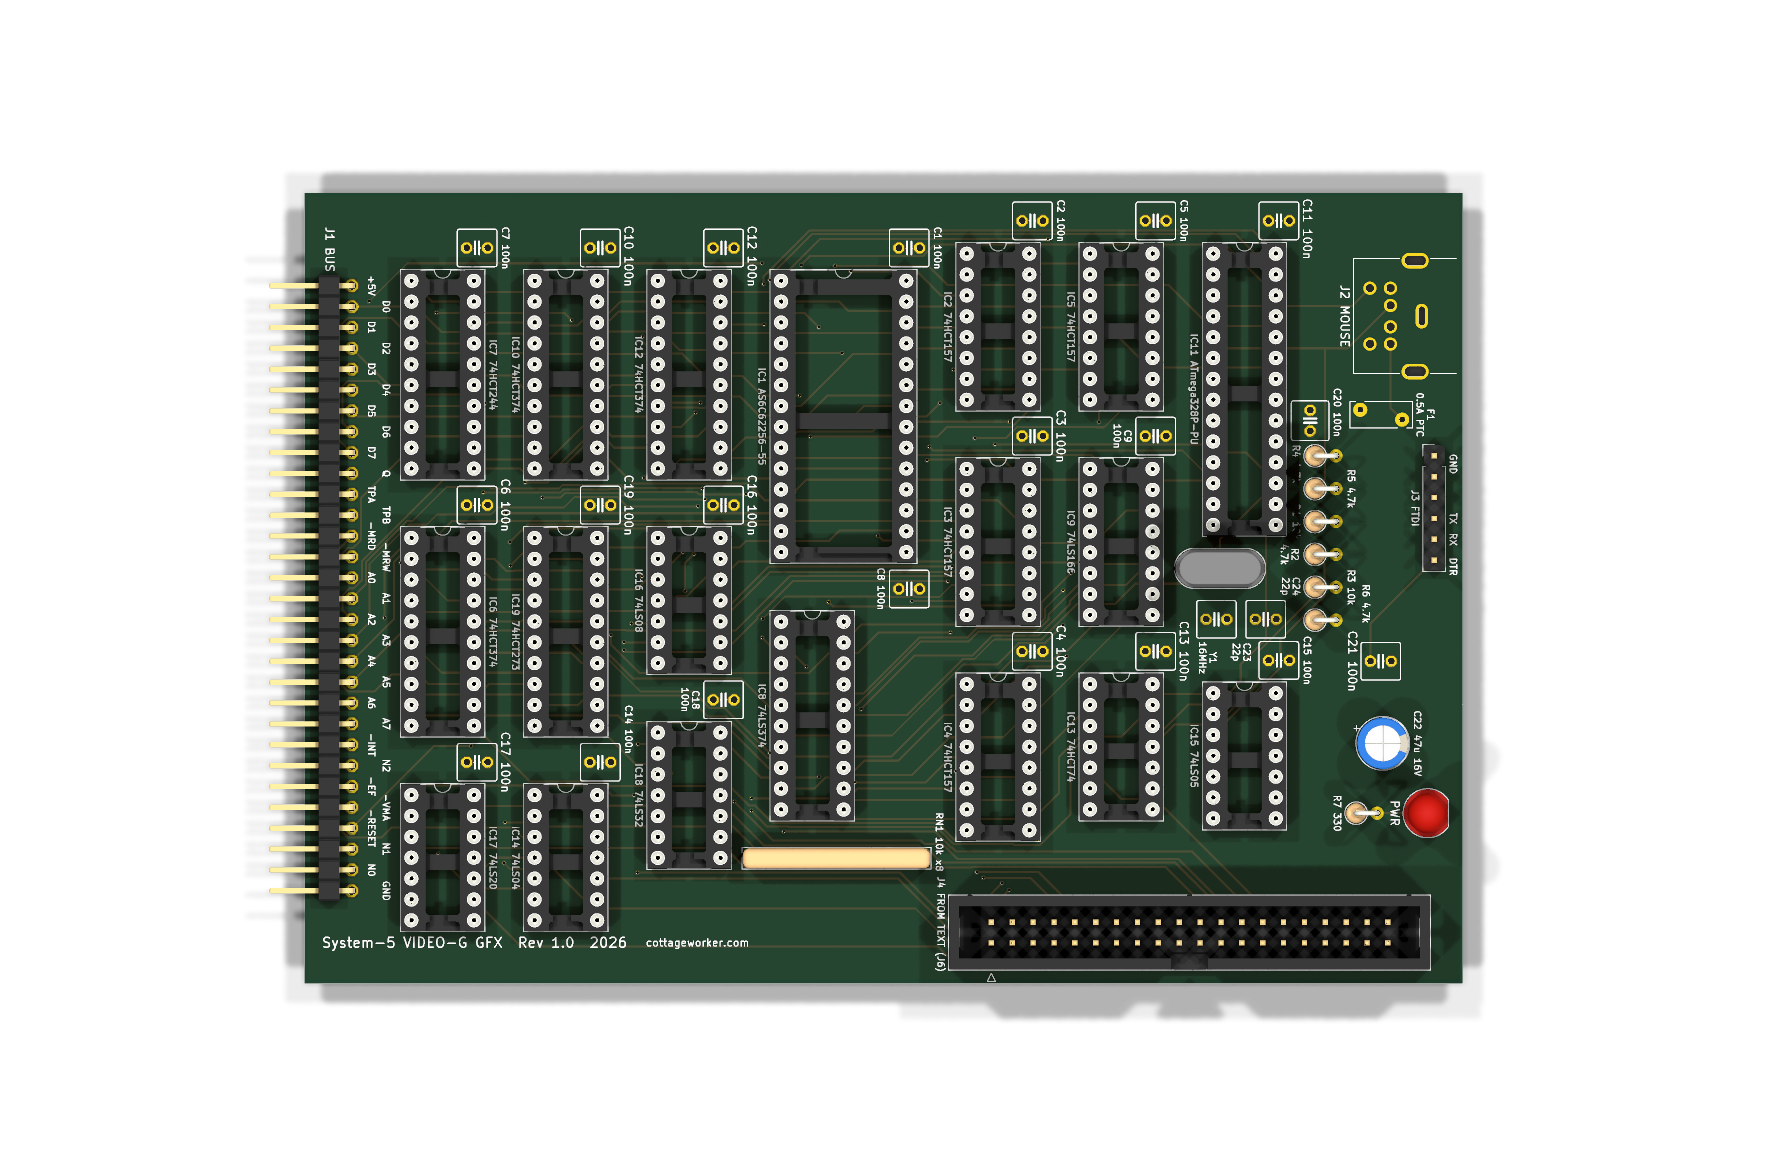 J1 BUS
+5V
D0
D1
D2
D3
D4
D5
D6
D7
Q
TPA
TPB
-MRD
-MRW
A0
A1
A2
A3
A4
A5
A6
A7
-INT
N2
-EF
-VMA
-RESET
N1
N0
GND
C7 100n
C10 100n
C12 100n
C1 100n
C2 100n
C5 100n
C11 100n
IC7 74HCT244
IC10 74HCT374
IC12 74HCT374
IC1 AS6C62256-55
IC2 74HCT157
IC5 74HCT157
IC11 ATmega328P-PU
J2 MOUSE
F1
0.5A PTC
C20 100n
C6 100n
C19 100n
C16 100n
C3 100n
C9
100n
R4
R5 4.7k
GND
TX
RX
DTR
J3 FTDI
IC6 74HCT374
IC19 74HCT273
IC16 74LS08
C8 100n
IC3 74HCT157
IC9 74LS166
R2
4.7k
R3 10k
C24
22p
R6 4.7k
Y1
16MHz
C23
22p
C15 100n
C21 100n
C18
100n
IC8 74LS374
C4 100n
C13 100n
C17 100n
C14 100n
IC17 74LS20
IC14 74LS04
IC18 74LS32
IC4 74HCT157
IC13 74HCT74
IC15 74LS05
+
C22 47u 16V
R7 330
PWR
RN1 10k x8
J4 FROM TEXT (J6)
System-5 VIDEO-G GFX Rev 1.0 2026 cottageworker.com